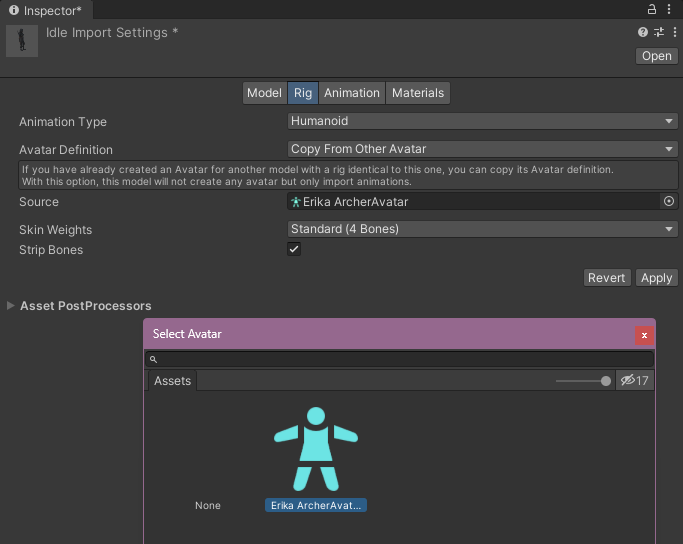 Inspector*
Idle Import Settings *
Open
Model Rig Animation Materials
Animation Type Humanoid
Avatar Definition Copy From Other Avatar
If you have already created an Avatar for another model with a rig identical to this one, you can copy its Avatar definition.
With this option, this model will not create any avatar but only import animations.
Source Erika ArcherAvatar
Skin Weights Standard (4 Bones)
Strip Bones
Revert Apply
Asset PostProcessors
Select Avatar
x
Assets 17
None Erika ArcherAvat...